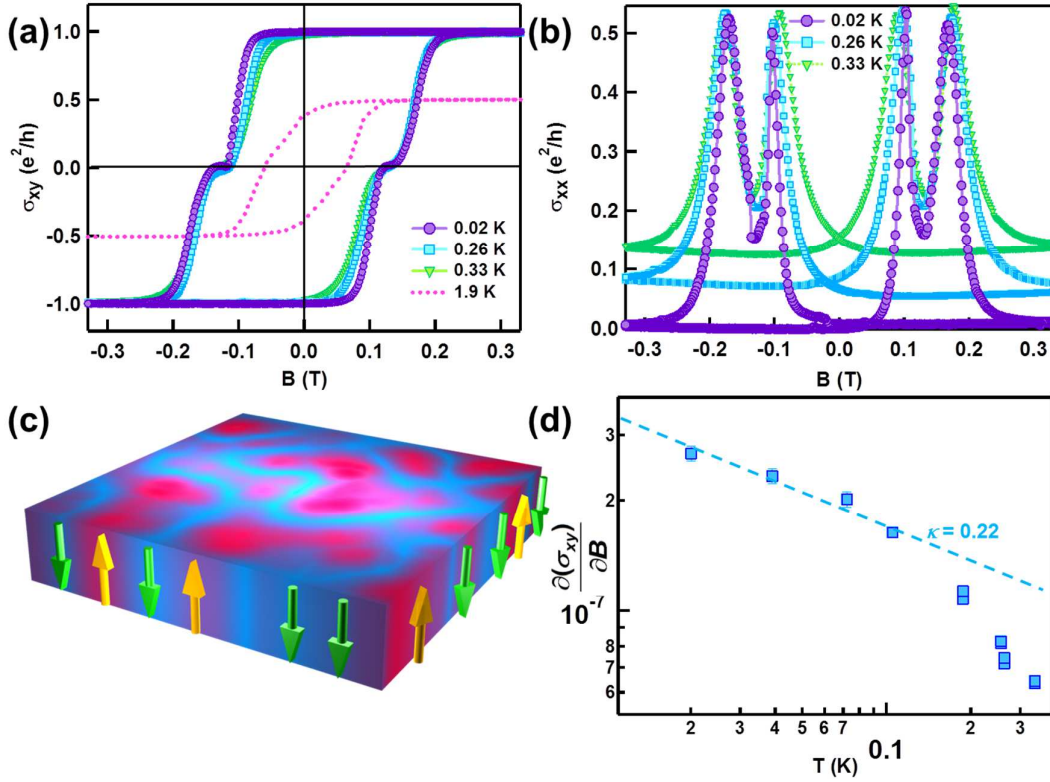 (a)
σxy (e²/h)
1.0
0.5
0.0
-0.5
-1.0
0.02 K
0.26 K
0.33 K
1.9 K
-0.3 -0.2 -0.1 0.0 0.1 0.2 0.3
B (T)
(b)
σxx (e²/h)
0.5
0.4
0.3
0.2
0.1
0.0
0.02 K
0.26 K
0.33 K
-0.3 -0.2 -0.1 0.0 0.1 0.2 0.3
B (T)
(c)
(d)
∂(σxy)
∂B
3
2
10⁻⁷
8
7
6
κ = 0.22
2 3 4 5 6 7 0.1 2 3
T (K)